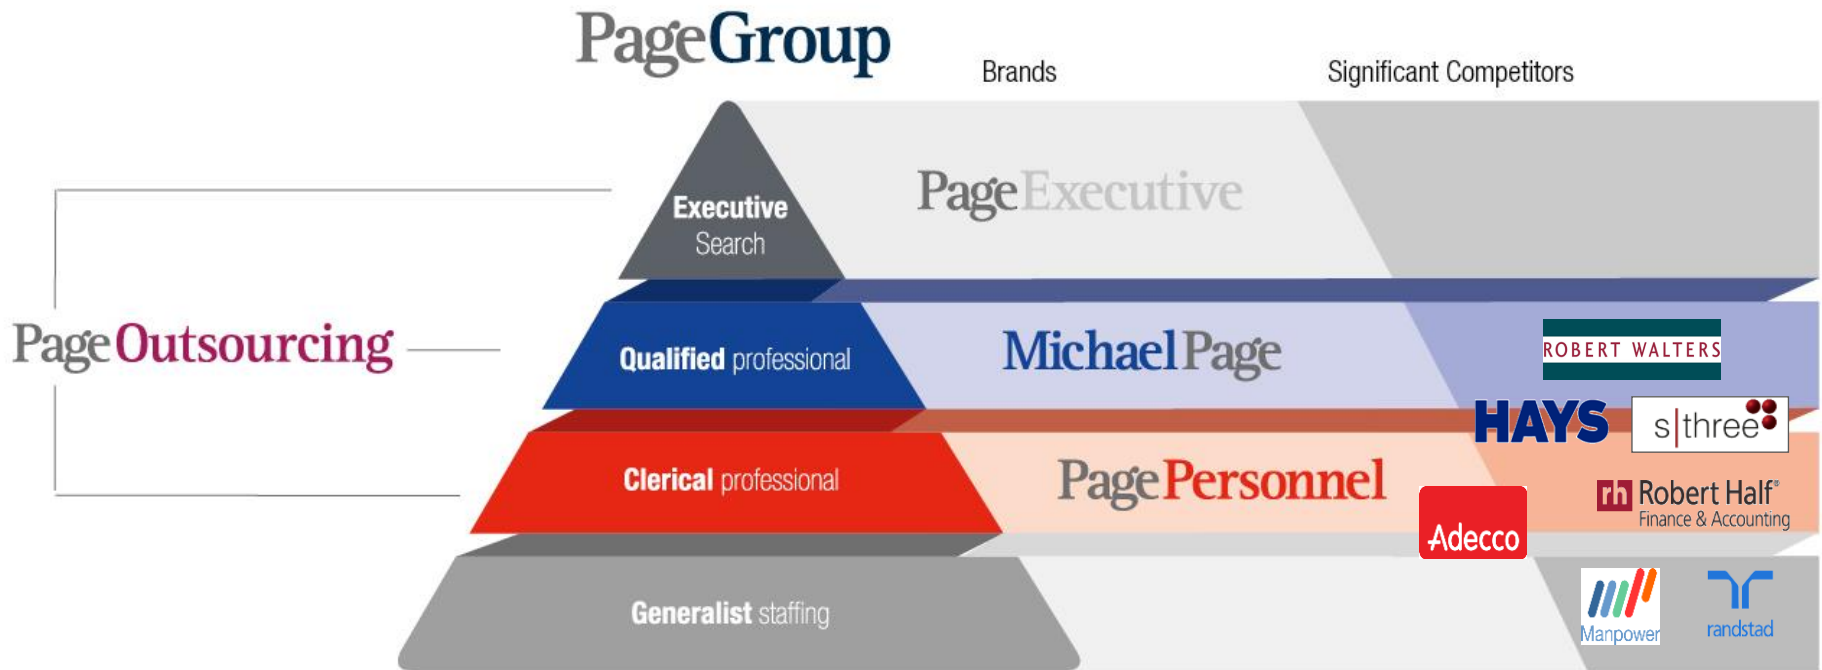 PageGroup
Brands
Significant Competitors
Executive
Search
PageExecutive
PageOutsourcing
Qualified professional
MichaelPage
ROBERT WALTERS
HAYS
s|three
Clerical professional
PagePersonnel
Adecco
rh Robert Half®
Finance & Accounting
Generalist staffing
Manpower
randstad